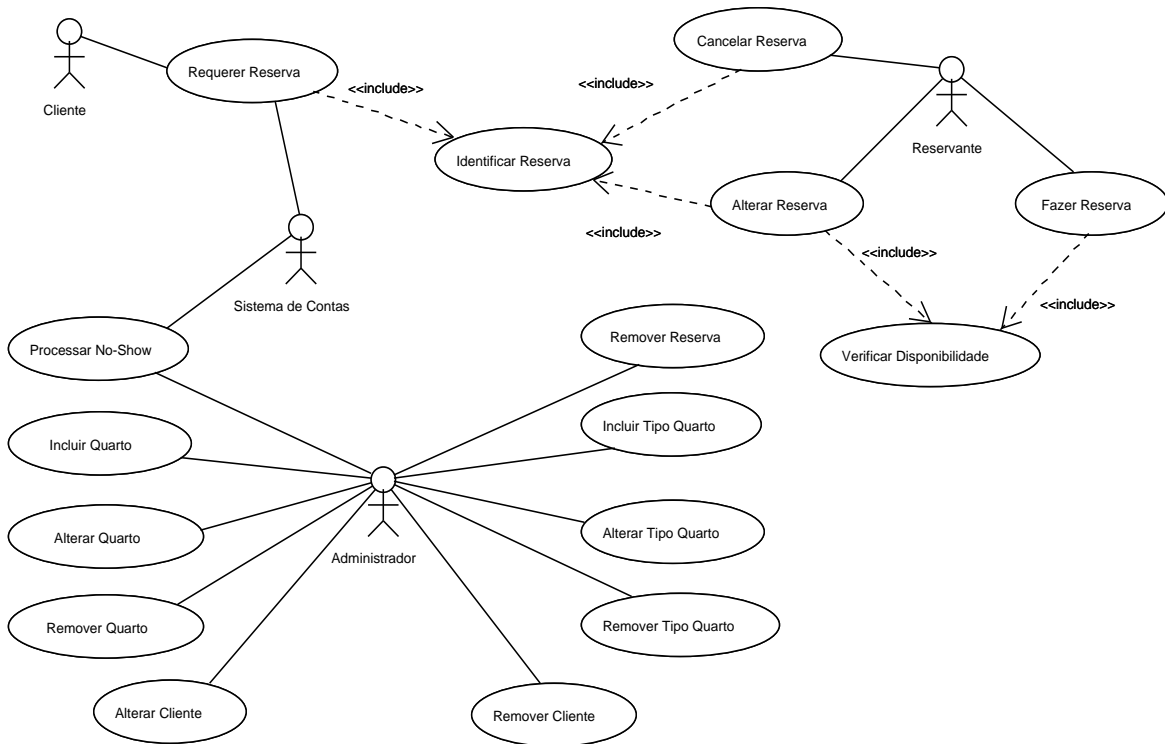 Cancelar Reserva
Requerer Reserva
<<include>>
<<include>>
Cliente
Reservante
Identificar Reserva
Alterar Reserva
Fazer Reserva
<<include>>
<<include>>
Sistema de Contas
<<include>>
Remover Reserva
Processar No-Show
Verificar Disponibilidade
Incluir Tipo Quarto
Incluir Quarto
Alterar Tipo Quarto
Alterar Quarto
Administrador
Remover Tipo Quarto
Remover Quarto
Alterar Cliente
Remover Cliente